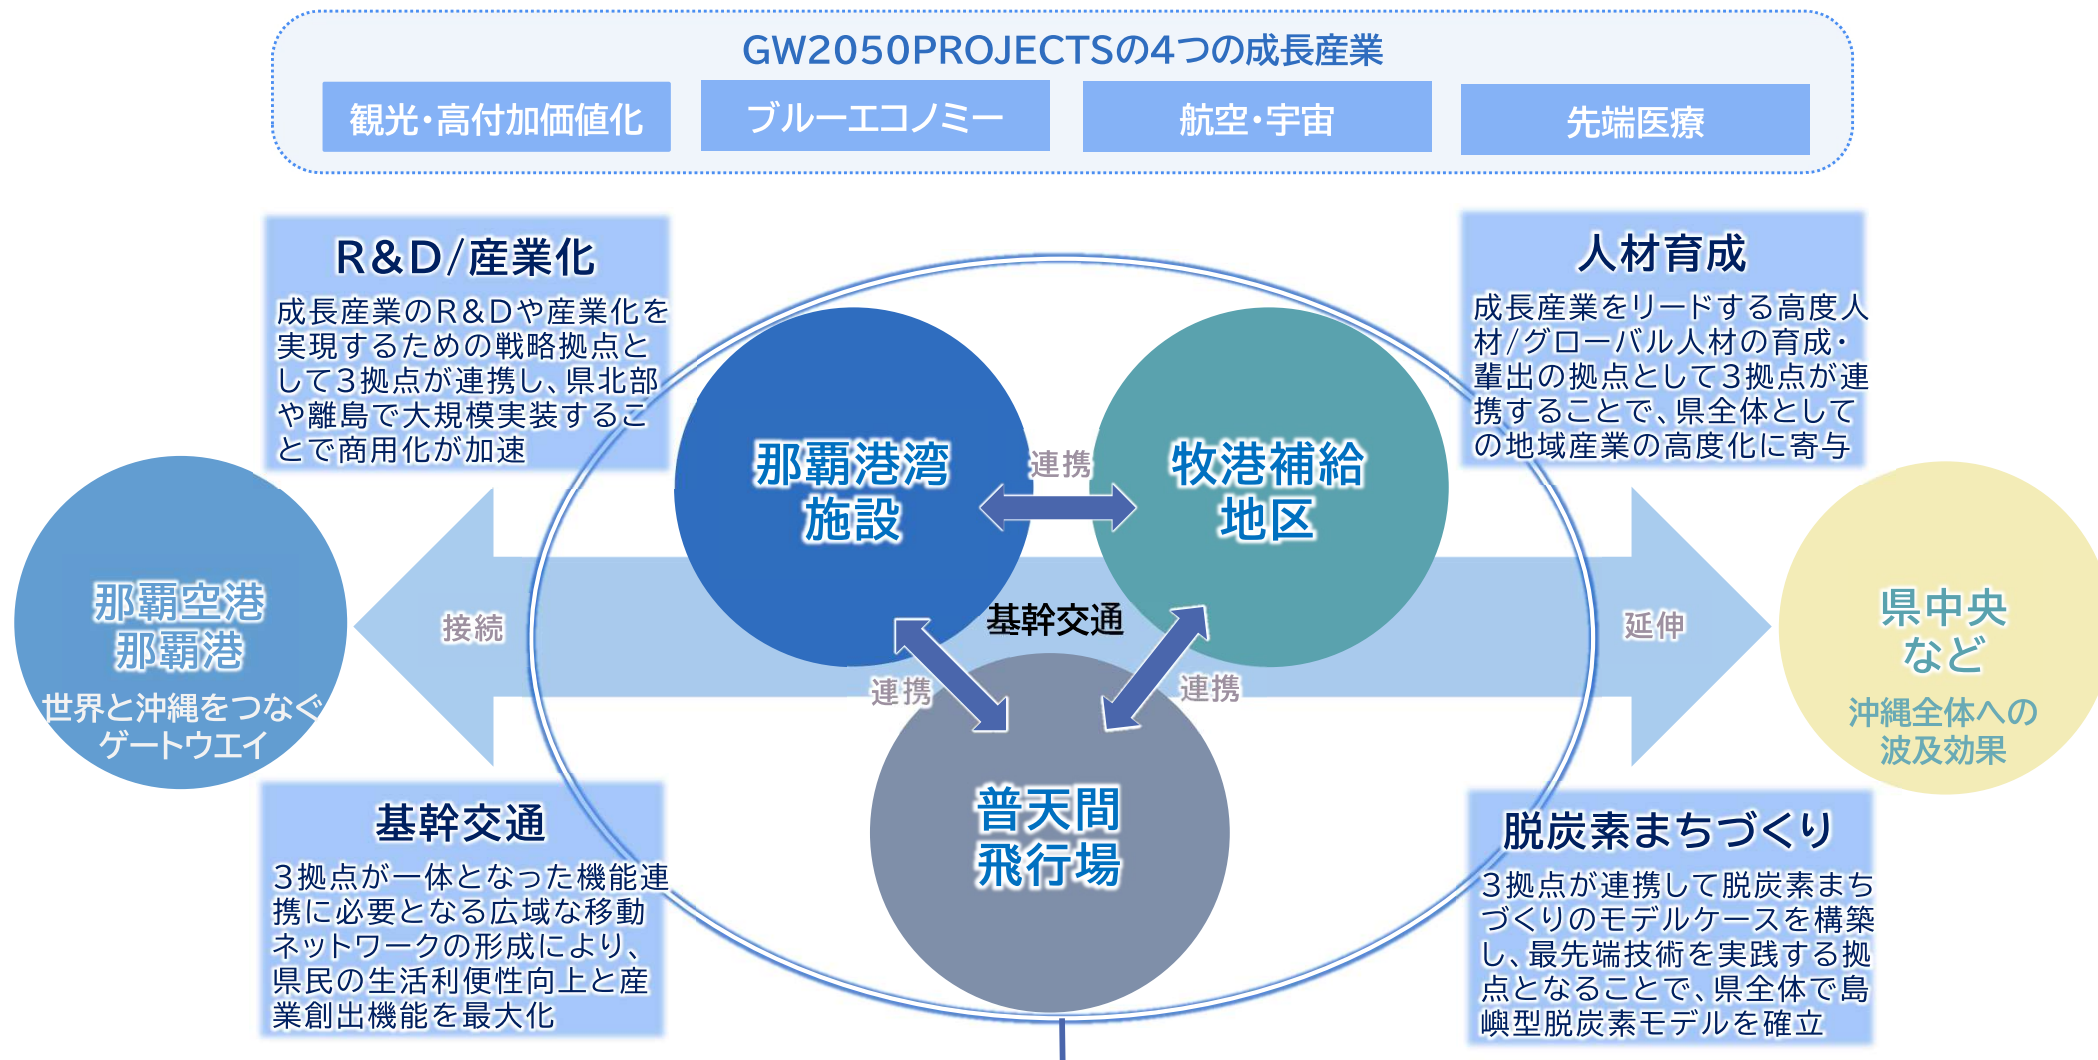 GW2050PROJECTSの4つの成長産業
観光・高付加価値化
ブルーエコノミー
航空・宇宙
先端医療
R&D/産業化
成長産業のR&Dや産業化を
実現するための戦略拠点と
して3拠点が連携し、県北部
や離島で大規模実装するこ
とで商用化が加速
人材育成
成長産業をリードする高度人
材/グローバル人材の育成・
輩出の拠点として3拠点が連
携することで、県全体として
の地域産業の高度化に寄与
那覇港湾
施設
連携
牧港補給
地区
那覇空港
那覇港
世界と沖縄をつなぐ
ゲートウエイ
接続
基幹交通
延伸
県中央
など
沖縄全体への
波及効果
連携
連携
普天間
飛行場
基幹交通
3拠点が一体となった機能連
携に必要となる広域な移動
ネットワークの形成により、
県民の生活利便性向上と産
業創出機能を最大化
脱炭素まちづくり
3拠点が連携して脱炭素まち
づくりのモデルケースを構築
し、最先端技術を実践する拠
点となることで、県全体で島
嶼型脱炭素モデルを確立